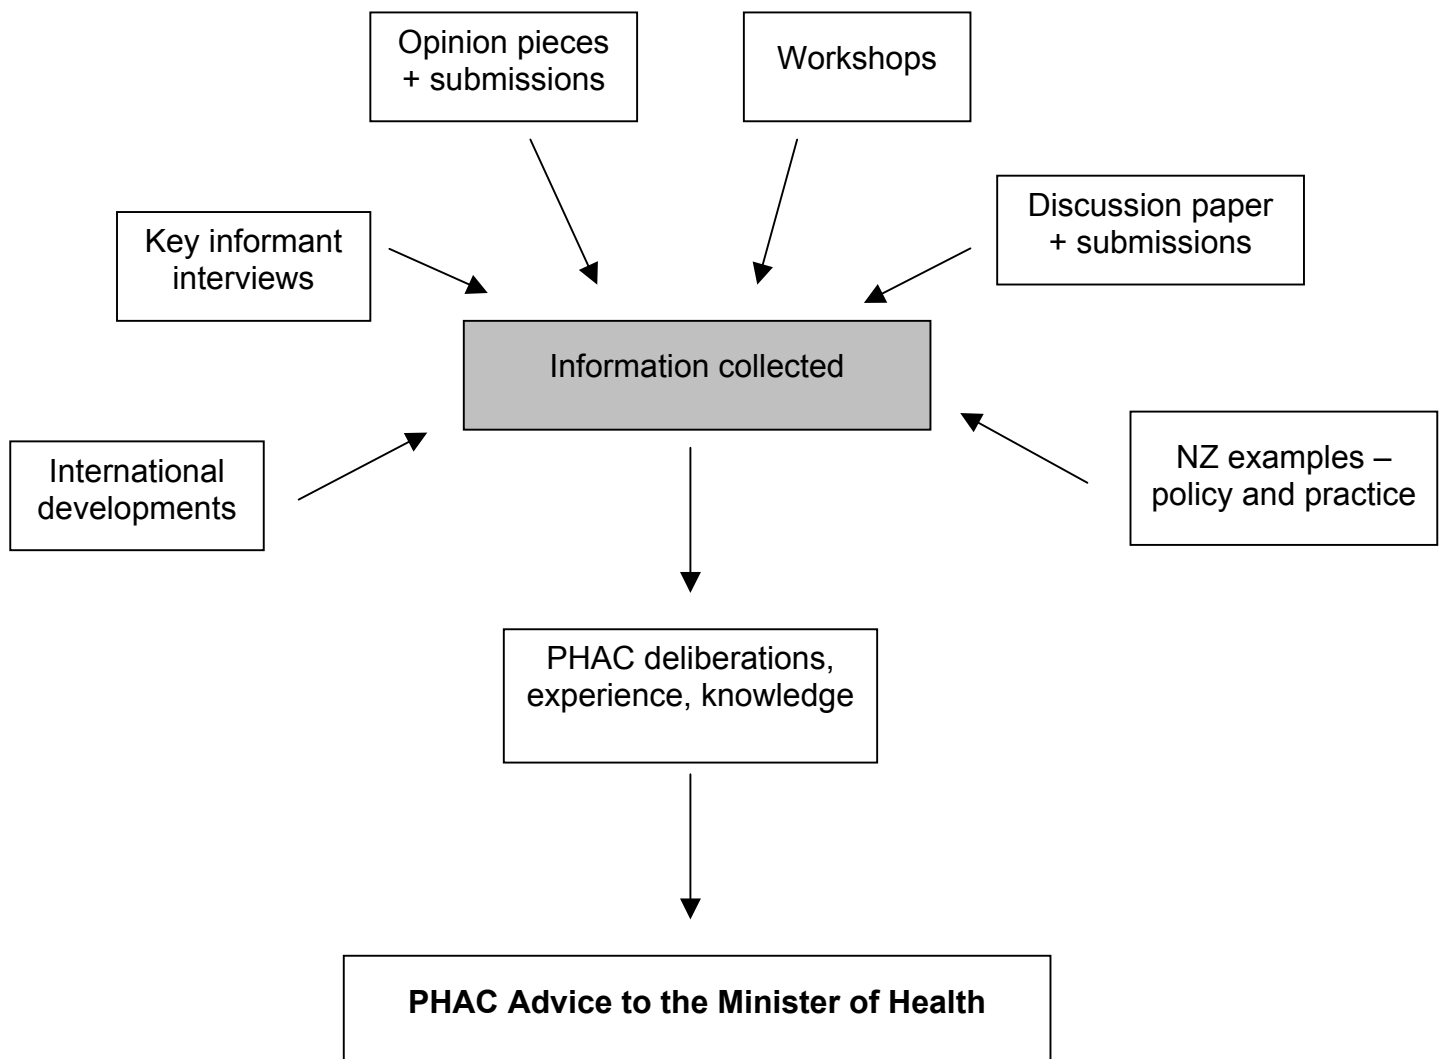 Opinion pieces
+ submissions
Workshops
Discussion paper
+ submissions
Key informant
interviews
Information collected
International
developments
NZ examples –
policy and practice
PHAC deliberations,
experience, knowledge
PHAC Advice to the Minister of Health